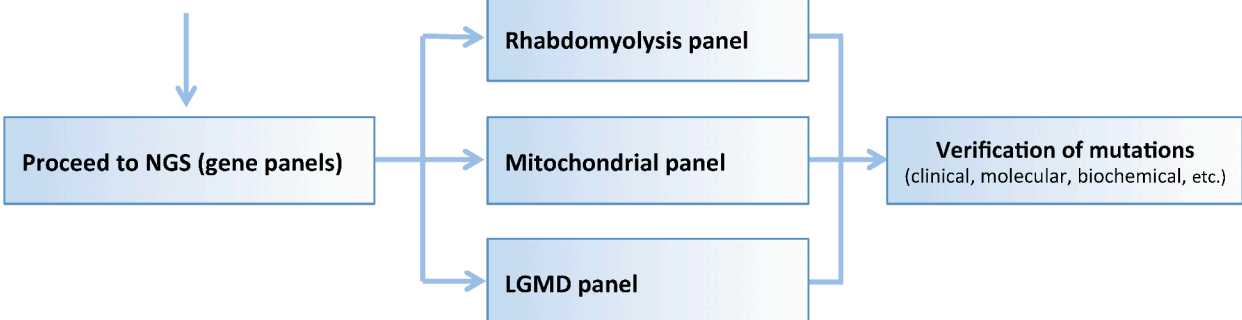 Rhabdomyolysis panel
Proceed to NGS (gene panels)
Mitochondrial panel
Verification of mutations
(clinical, molecular, biochemical, etc.)
LGMD panel